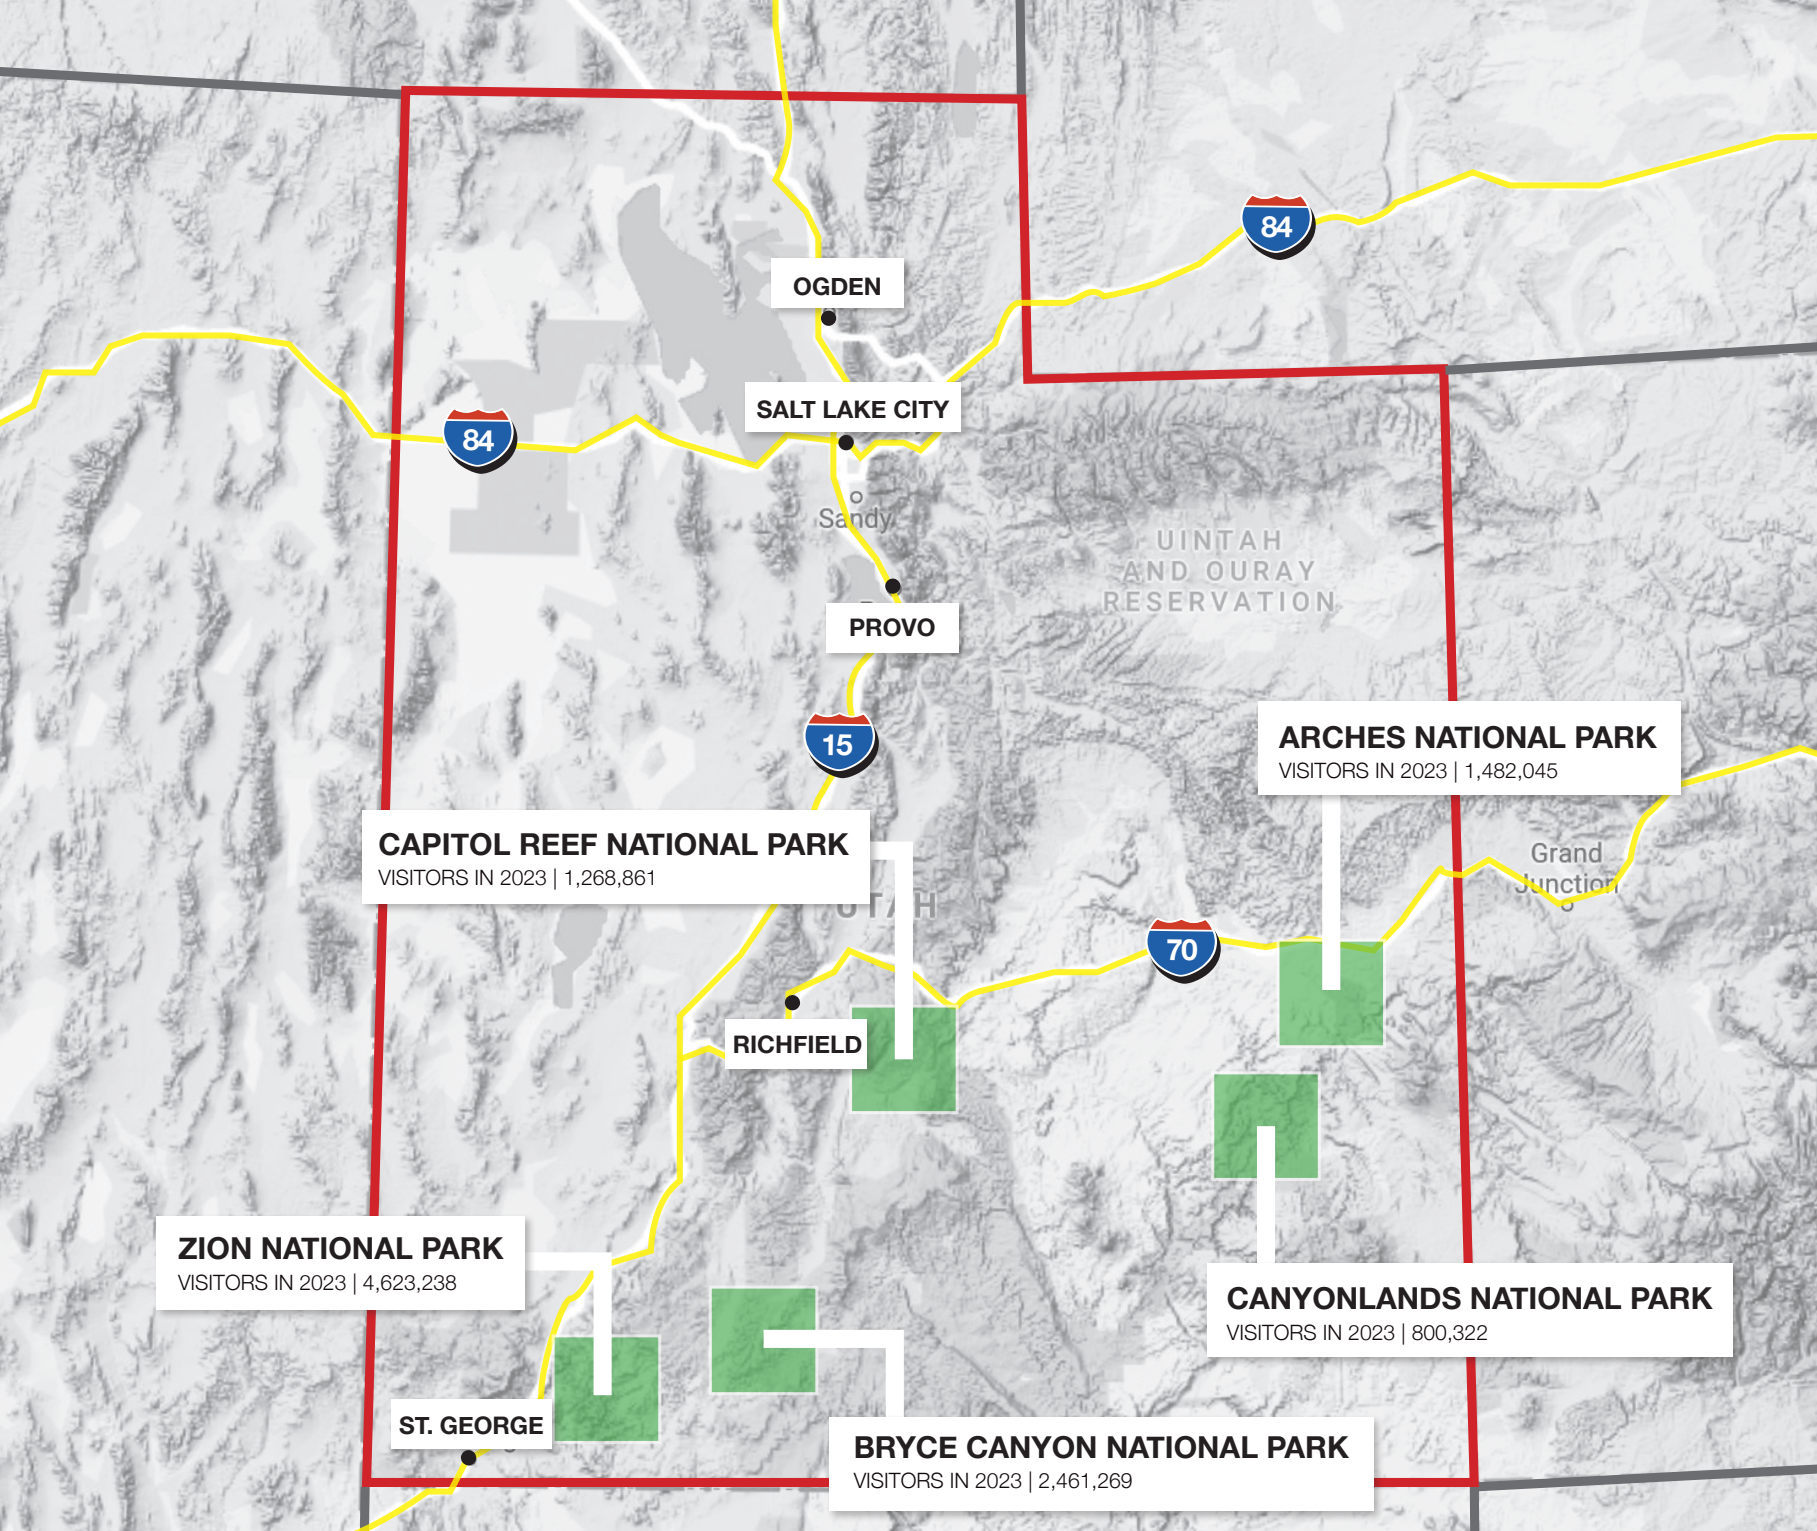 84
OGDEN
SALT LAKE CITY
84
Sandy
UINTAH
AND OURAY
RESERVATION
PROVO
15
ARCHES NATIONAL PARK
VISITORS IN 2023 | 1,482,045
CAPITOL REEF NATIONAL PARK
VISITORS IN 2023 | 1,268,861
Grand
Junction
UTAH
70
RICHFIELD
ZION NATIONAL PARK
VISITORS IN 2023 | 4,623,238
CANYONLANDS NATIONAL PARK
VISITORS IN 2023 | 800,322
ST. GEORGE
BRYCE CANYON NATIONAL PARK
VISITORS IN 2023 | 2,461,269